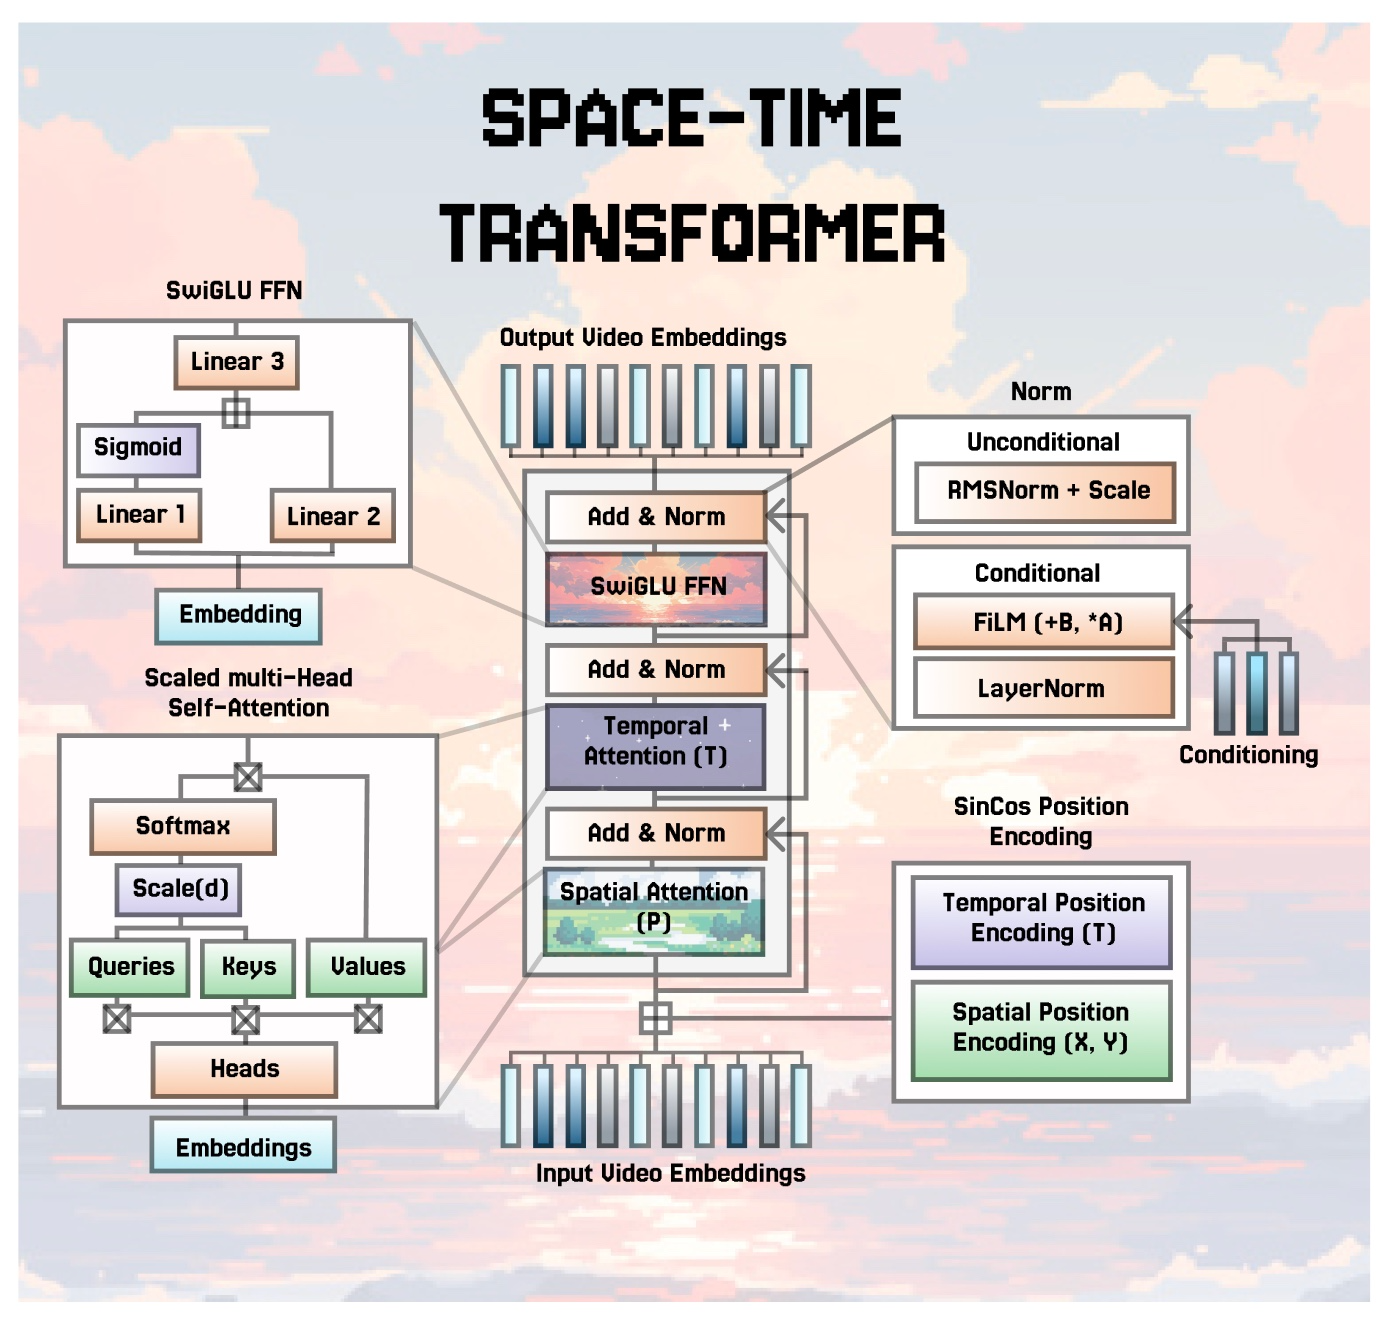 SPACE-TIME
TRANSFORMER
SwiGLU FFN
Linear 3
Sigmoid
Linear 1
Linear 2
Embedding
Scaled multi-Head
Self-Attention
Softmax
Scale(d)
Queries
Keys
Values
Heads
Embeddings
Output Video Embeddings
Add & Norm
SwiGLU FFN
Add & Norm
Temporal
Attention (T)
Add & Norm
Spatial Attention
(P)
Input Video Embeddings
Norm
Unconditional
RMSNorm + Scale
Conditional
FiLM (+B, *A)
LayerNorm
Conditioning
SinCos Position
Encoding
Temporal Position
Encoding (T)
Spatial Position
Encoding (X, Y)